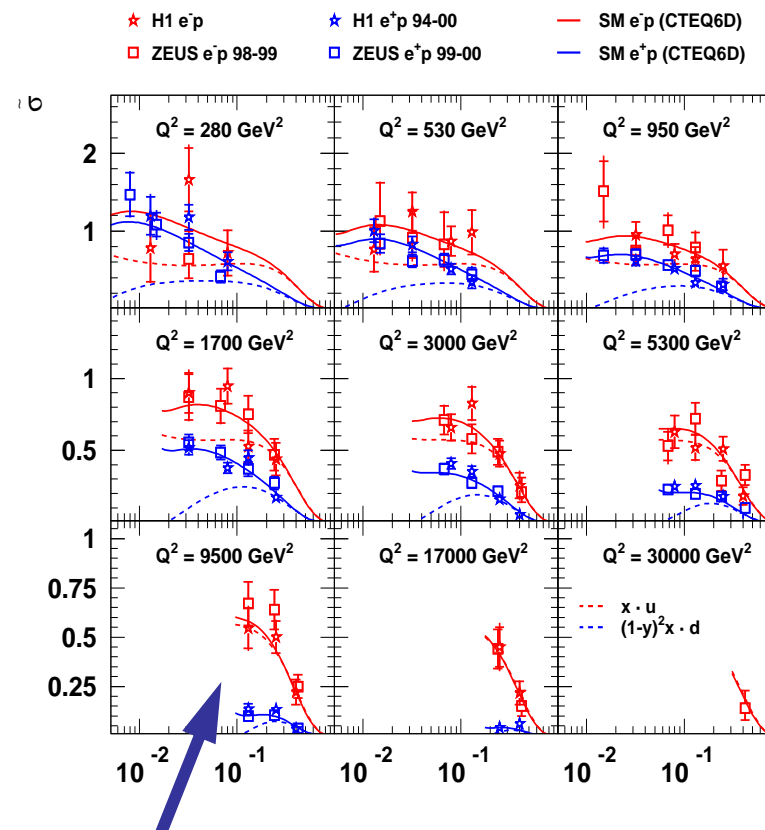 H1 e⁻p H1 e⁺p 94-00 SM e⁻p (CTEQ6D)
ZEUS e⁻p 98-99 ZEUS e⁺p 99-00 SM e⁺p (CTEQ6D)
σ̃
Q² = 280 GeV² Q² = 530 GeV² Q² = 950 GeV²
2
1
Q² = 1700 GeV² Q² = 3000 GeV² Q² = 5300 GeV²
1
0.5
Q² = 9500 GeV² Q² = 17000 GeV² Q² = 30000 GeV²
1
0.75
x · u
(1-y)²x · d
0.5
0.25
10⁻² 10⁻¹ 10⁻² 10⁻¹ 10⁻² 10⁻¹